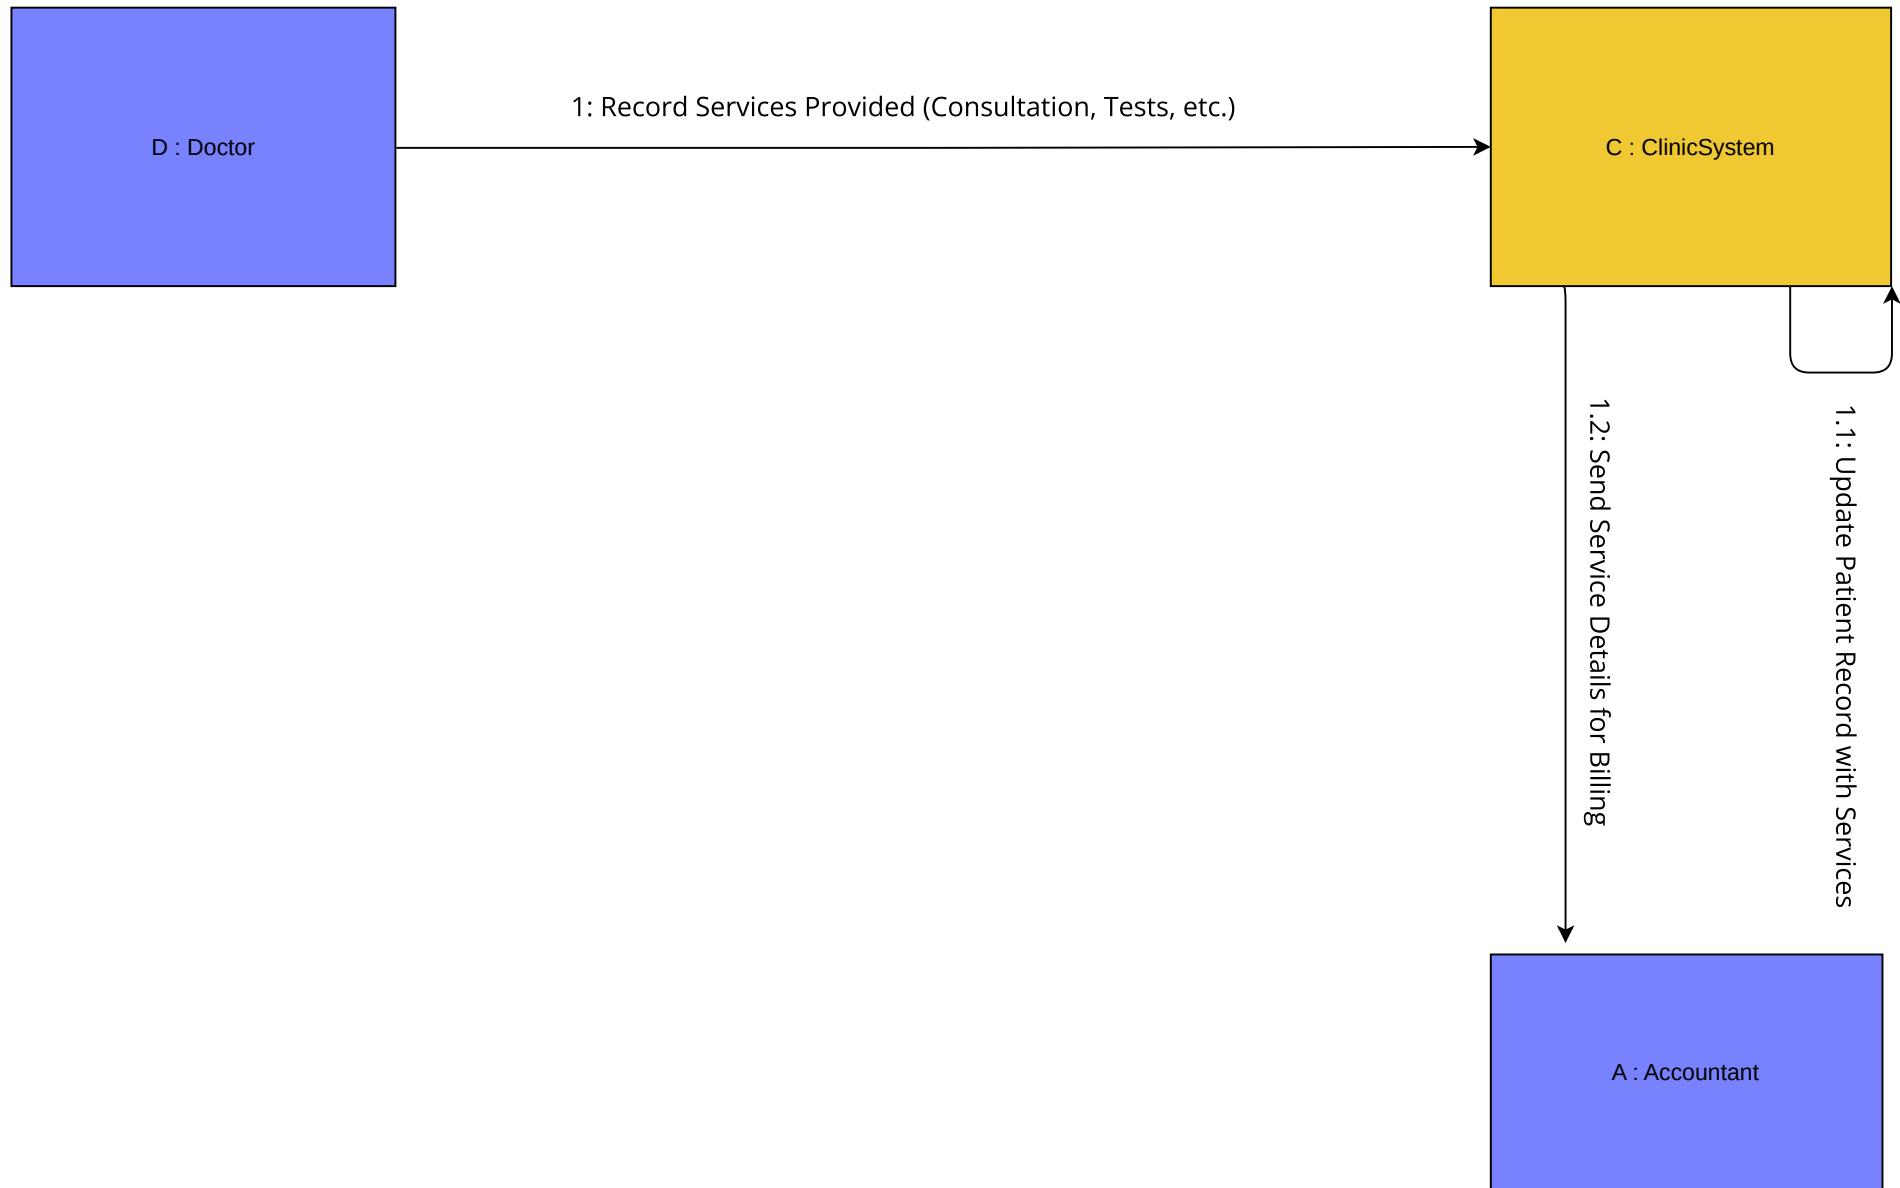 D : Doctor
1: Record Services Provided (Consultation, Tests, etc.)
C : ClinicSystem
1.2: Send Service Details for Billing
1.1: Update Patient Record with Services
A : Accountant